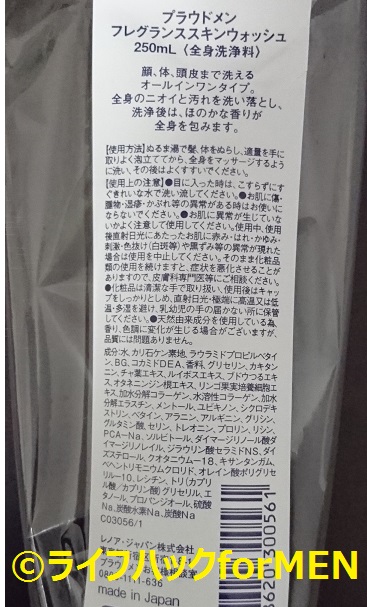 プラウドメン
フレグランススキンウォッシュ
250mL〈全身洗浄料〉
顔、体、頭皮まで洗える
オールインワンタイプ。
全身のニオイと汚れを洗い落とし、
洗浄後は、ほのかな香りが
全身を包みます。
【使用方法】ぬるま湯で髪、体をぬらし、適量を手に
取りよく泡立ててから、全身をマッサージするよう
に洗い、その後はよくすすいでください。
【使用上の注意】●目に入った時は、こすらずにす
ぐきれいな水で洗い流してください。●お肌に傷・
腫物・湿疹・かぶれ等の異常がある時はお使いに
ならないでください。●お肌に異常が生じていな
いかよく注意して使用してください。使用中、使用
後直射日光にあたったお肌に赤み・はれ・かゆみ・
刺激・色抜け(白斑等)や黒ずみ等の異常が現れた
場合は使用を中止してください。そのまま化粧品
類の使用を続けますと、症状を悪化させることが
ありますので、皮膚科専門医等にご相談ください。
●化粧品は清潔な手で取り扱い、使用後はキャッ
プをしっかりとしめ、直射日光・極端に高温又は低
温・多湿を避け、乳幼児の手の届かない所に保管
してください。●天然由来成分を使用している為、
香り、色調に変化が生じる場合がございますが、
品質には問題ありません。
成分:水、カリ石ケン素地、ラウラミドプロピルベタイ
ン、BG、コカミドDEA、香料、グリセリン、カキタン
ニン、チャ葉エキス、ルイボスエキス、ブドウつるエキ
ス、オタネニンジン根エキス、リンゴ果実培養細胞エ
キス、加水分解コラーゲン、水溶性コラーゲン、加水
分解エラスチン、メントール、ユビキノン、シクロデキ
ストリン、ベタイン、アラニン、アルギニン、グリシン、
グルタミン酸、セリン、トレオニン、プロリン、リシン、
PCA-Na、ソルビトール、ダイマージリノール酸ダ
イマージリノレイル、ジラウリン酸セラミドNS、ダイ
ズステロール、クオタニウム-18、キサンタンガム、
ベヘントリモニウムクロリド、オレイン酸ポリグリセ
リル-10、レシチン、トリ(カプリル
酸/カプリン酸)グリセリル、エ
タノール、プロパンジオール、硫酸
Na、炭酸水素Na、炭酸Na
C03056/1
レノア・ジャパン株式会社
made in Japan
8620300561
©ライフハックforMEN